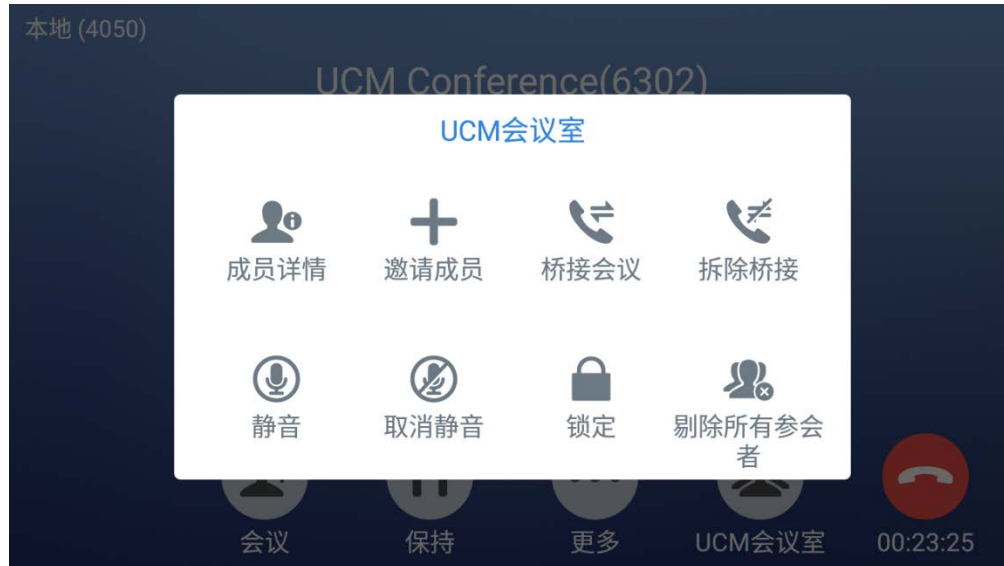 本地 (4050)
UCM Conference(6302)
UCM会议室
成员详情 邀请成员 桥接会议 拆除桥接
静音 取消静音 锁定 剔除所有参会
者
会议 保持 更多 UCM会议室 00:23:25